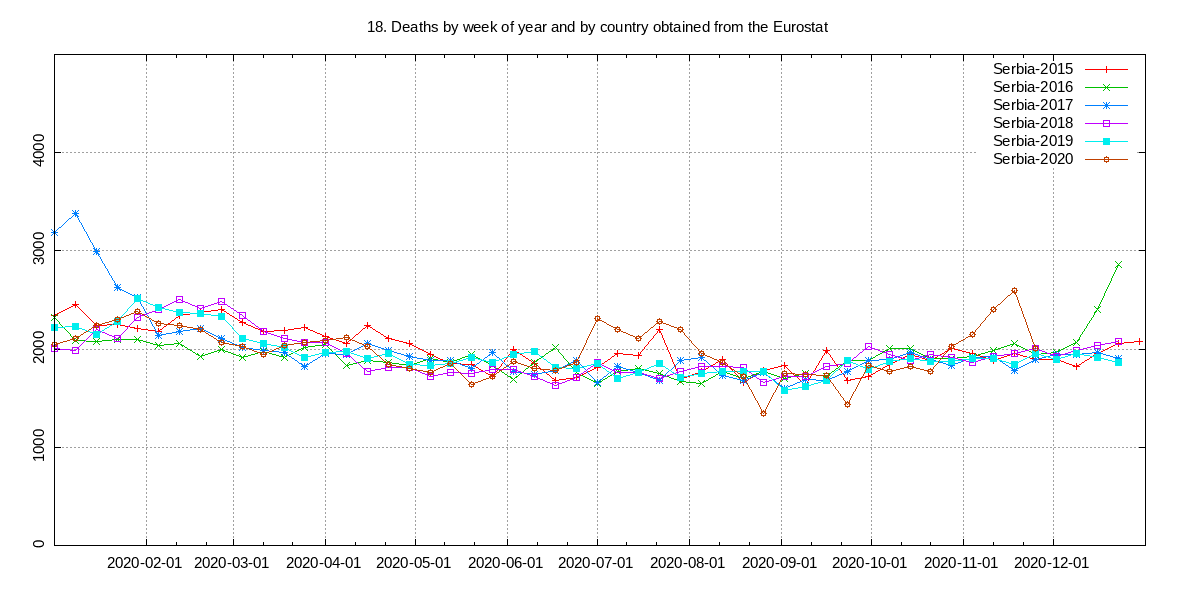 18. Deaths by week of year and by country obtained from the Eurostat
Serbia-2015
Serbia-2016
Serbia-2017
Serbia-2018
Serbia-2019
Serbia-2020
4000
3000
2000
1000
0
2020-02-01 2020-03-01 2020-04-01 2020-05-01 2020-06-01 2020-07-01 2020-08-01 2020-09-01 2020-10-01 2020-11-01 2020-12-01